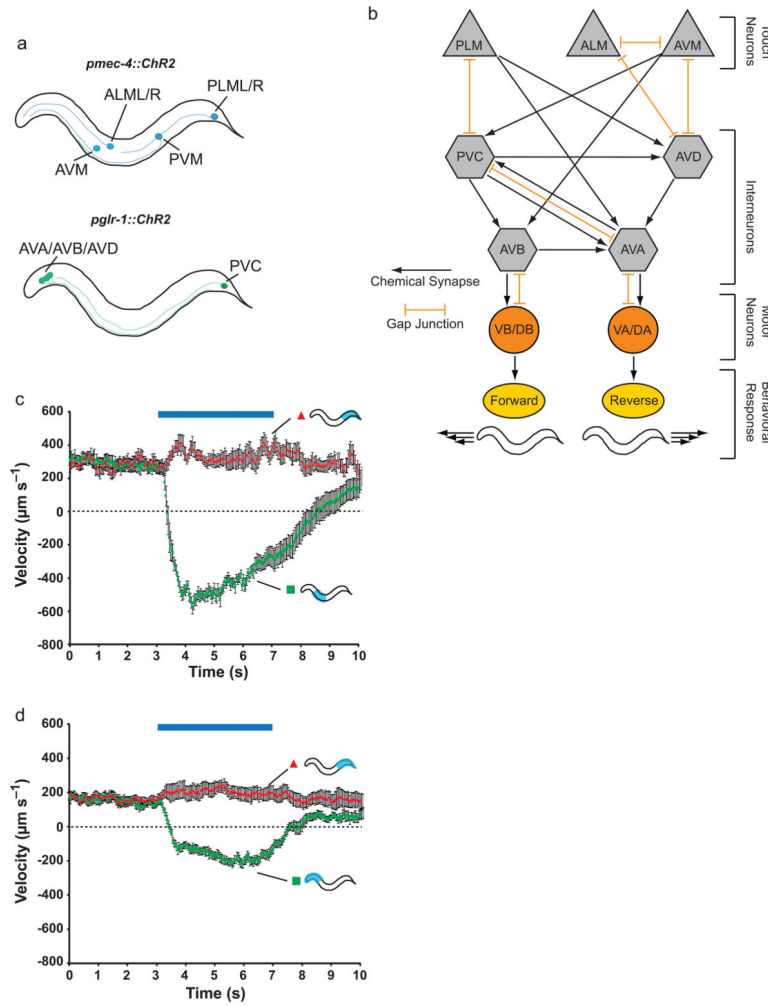 a
pmec-4::ChR2
ALML/R
PLML/R
AVM
PVM
pglr-1::ChR2
AVA/AVB/AVD
PVC
b
PLM
ALM
AVM
PVC
AVD
AVB
AVA
Chemical Synapse
Gap Junction
VB/DB
VA/DA
Forward
Reverse
Touch
Neurons
Interneurons
Motor
Neurons
Behavioral
Response
c
600
400
200
0
-200
-400
-600
-800
Velocity (µm s⁻¹)
0 1 2 3 4 5 6 7 8 9 10
Time (s)
d
600
400
200
0
-200
-400
-600
-800
Velocity (µm s⁻¹)
0 1 2 3 4 5 6 7 8 9 10
Time (s)